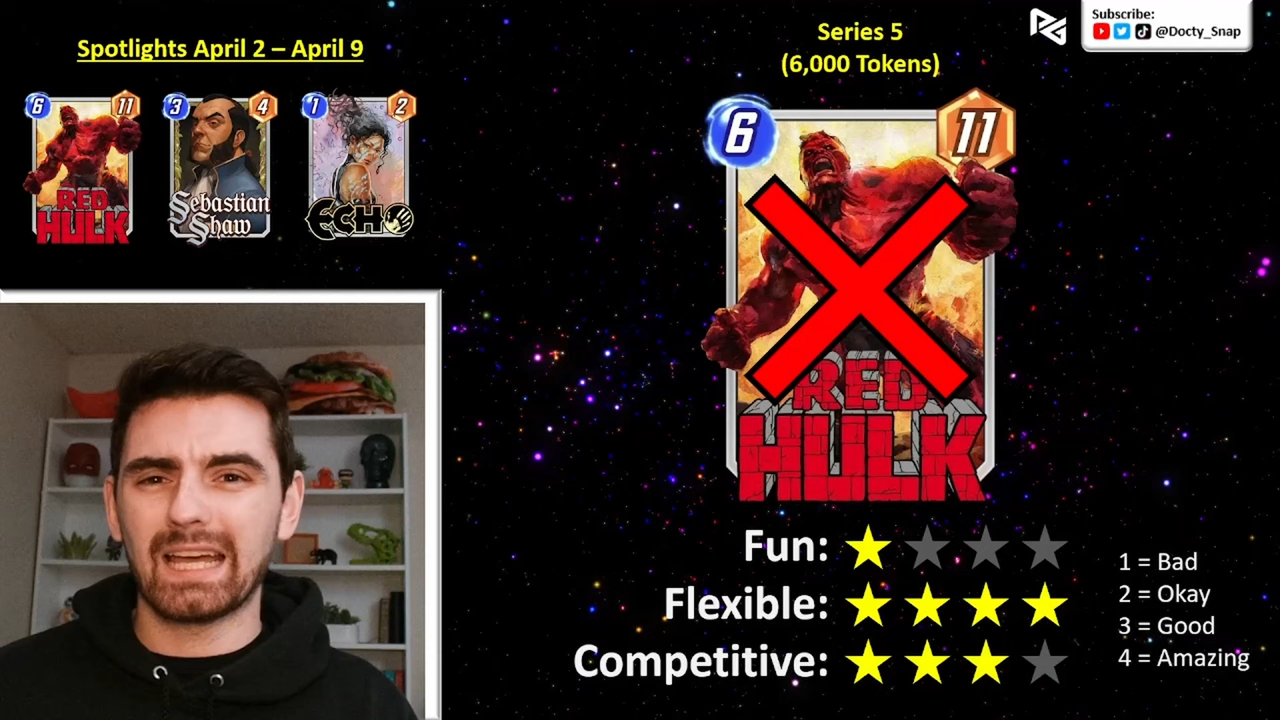 Spotlights April 2 – April 9
6
11
RED
HULK
3
4
Sebastian
Shaw
1
2
ECHO
Series 5
(6,000 Tokens)
Subscribe:
@Docty_Snap
6
11
RED
HULK
Fun:
Flexible:
Competitive:
1 = Bad
2 = Okay
3 = Good
4 = Amazing